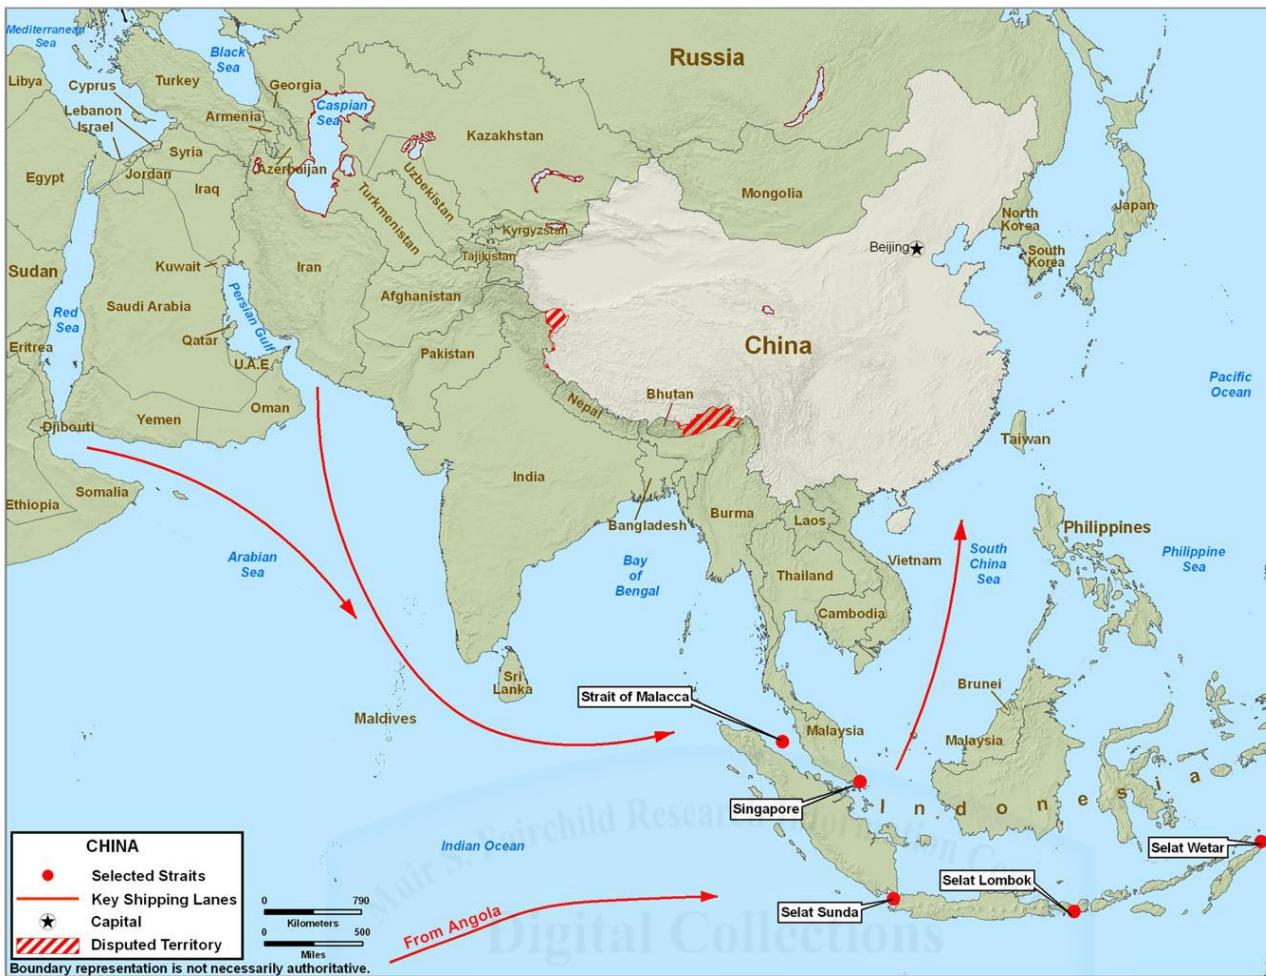 Mediterranean
Sea
Black
Sea
Russia
Libya
Cyprus
Turkey
Georgia
Caspian
Sea
Lebanon
Israel
Armenia
Kazakhstan
Syria
Azerbaijan
Uzbekistan
Egypt
Jordan
Iraq
Turkmenistan
Mongolia
Japan
North
Korea
Kyrgyzstan
Beijing
South
Korea
Tajikistan
Sudan
Kuwait
Iran
Afghanistan
Saudi Arabia
Persian Gulf
Red
Sea
Qatar
China
Eritrea
U.A.E
Pakistan
Pacific
Ocean
Bhutan
Nepal
Oman
Yemen
Djibouti
Taiwan
India
Somalia
Ethiopia
Burma
Laos
Bangladesh
Philippines
Arabian
Sea
Bay
of
Bengal
Vietnam
South
China
Sea
Philippine
Sea
Thailand
Cambodia
Sri
Lanka
Brunei
Strait of Malacca
Maldives
Malaysia
Malaysia
Indonesia
Singapore
Indian Ocean
Selat Wetar
Selat Lombok
Selat Sunda
From Angola
CHINA
Selected Straits
Key Shipping Lanes
Capital
Disputed Territory
0 790
Kilometers
0 500
Miles
Boundary representation is not necessarily authoritative.
Muir S. Fairchild Research Information Ce
Digital Collections